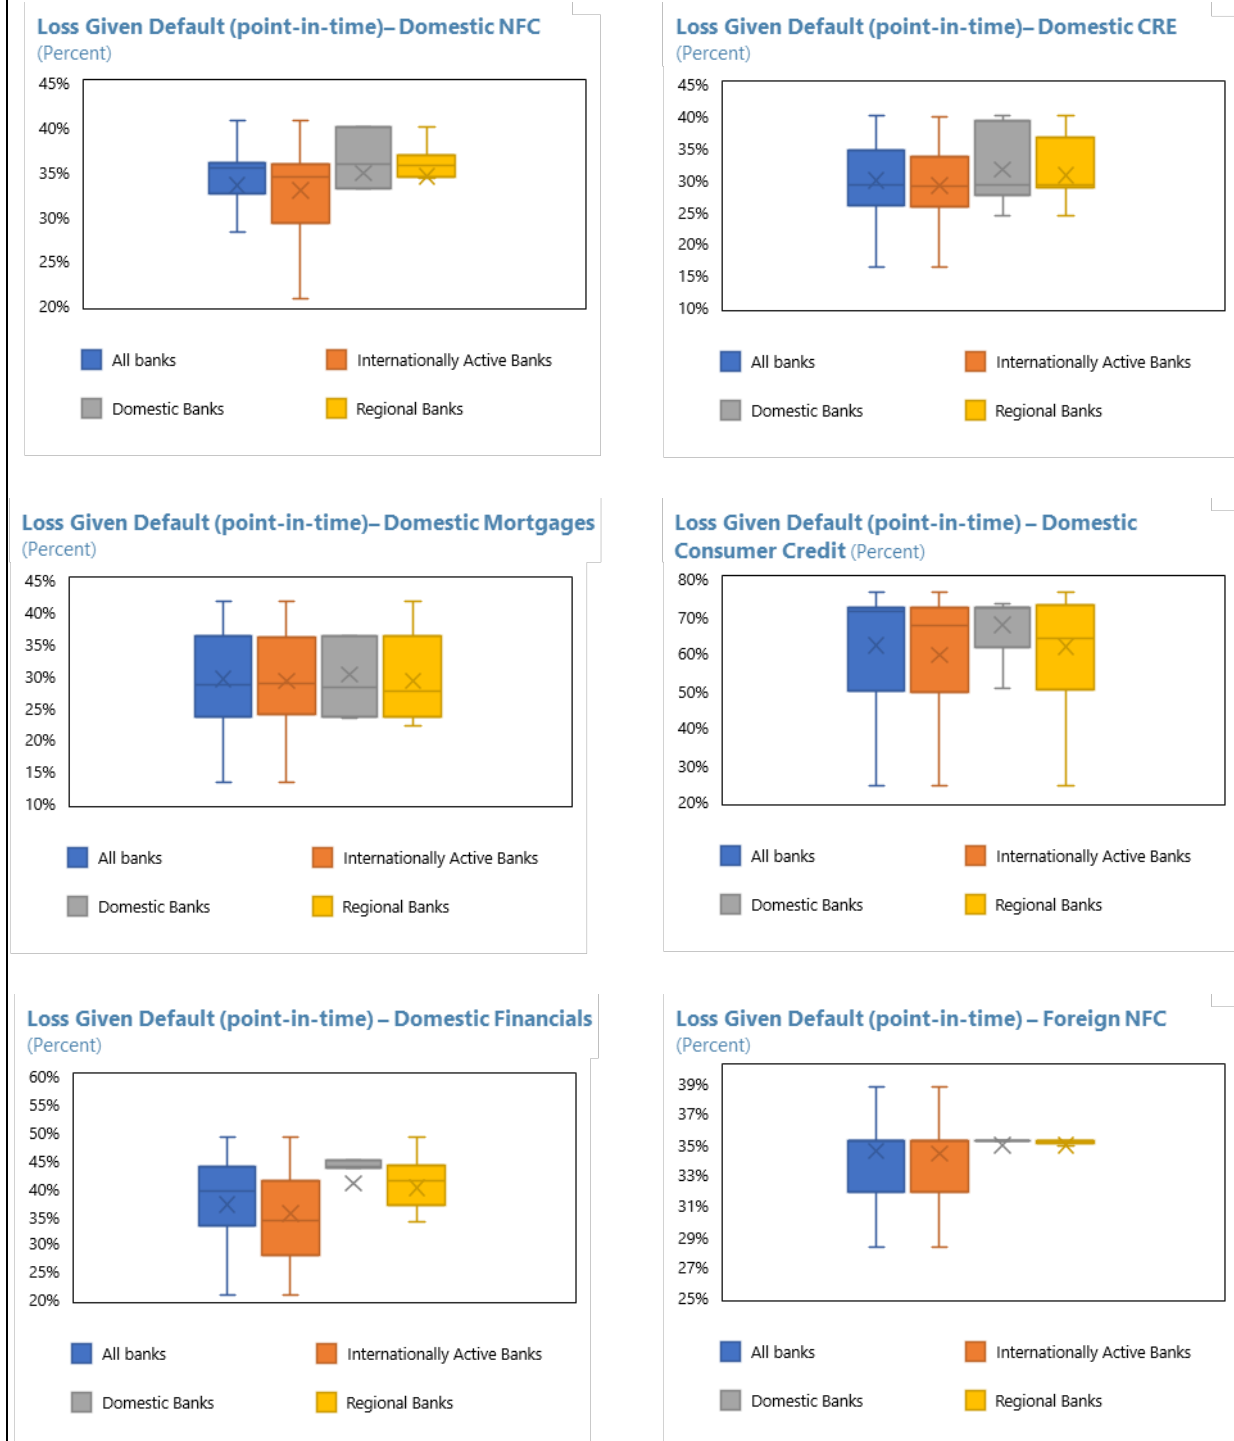 Loss Given Default (point-in-time)– Domestic NFC
(Percent)
45%
40%
35%
30%
25%
20%
All banks
Internationally Active Banks
Domestic Banks
Regional Banks
Loss Given Default (point-in-time)– Domestic CRE
(Percent)
45%
40%
35%
30%
25%
20%
15%
10%
All banks
Internationally Active Banks
Domestic Banks
Regional Banks
Loss Given Default (point-in-time)– Domestic Mortgages
(Percent)
45%
40%
35%
30%
25%
20%
15%
10%
All banks
Internationally Active Banks
Domestic Banks
Regional Banks
Loss Given Default (point-in-time) – Domestic
Consumer Credit (Percent)
80%
70%
60%
50%
40%
30%
20%
All banks
Internationally Active Banks
Domestic Banks
Regional Banks
Loss Given Default (point-in-time) – Domestic Financials
(Percent)
60%
55%
50%
45%
40%
35%
30%
25%
20%
All banks
Internationally Active Banks
Domestic Banks
Regional Banks
Loss Given Default (point-in-time) – Foreign NFC
(Percent)
39%
37%
35%
33%
31%
29%
27%
25%
All banks
Internationally Active Banks
Domestic Banks
Regional Banks